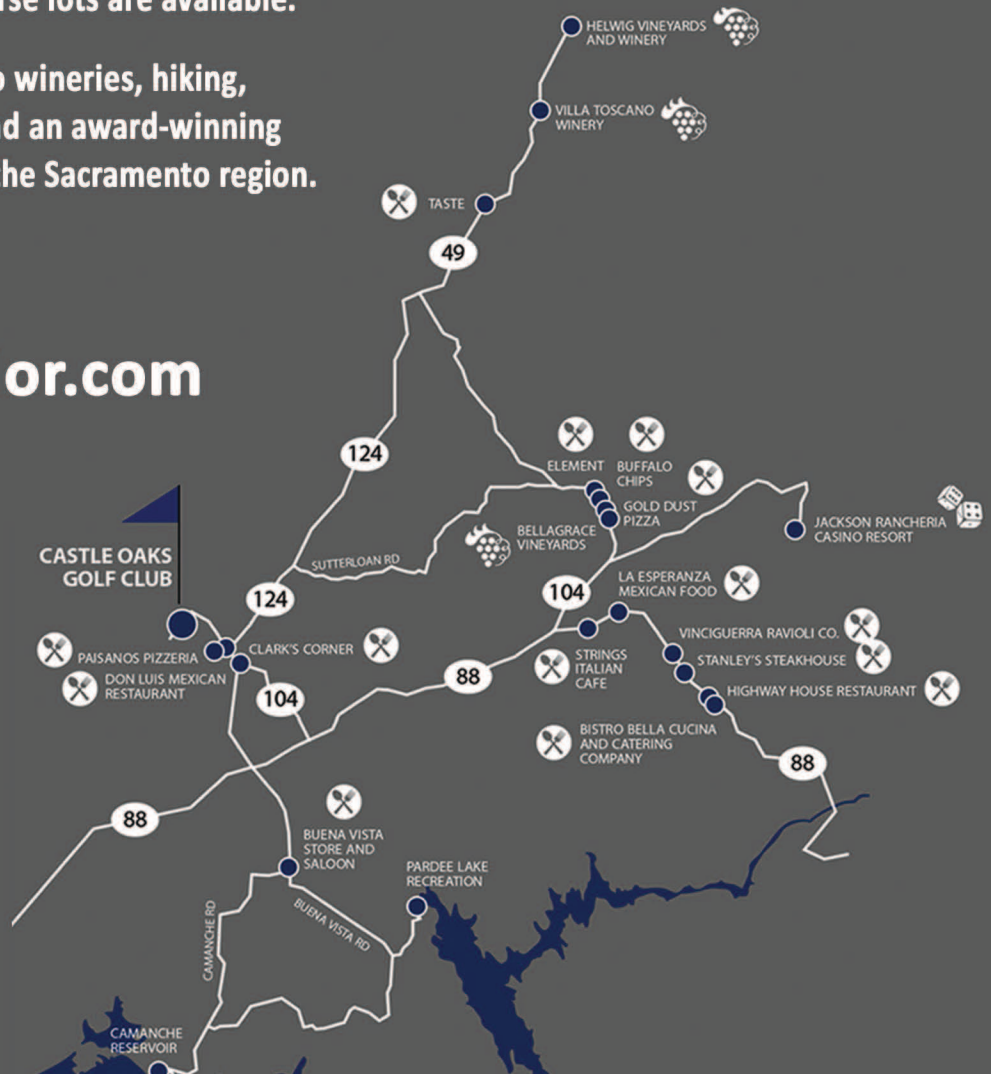 rse lots are available.
wineries, hiking,
d an award-winning
the Sacramento region.
or.com
HELWIG VINEYARDS
AND WINERY
VILLA TOSCANO
WINERY
TASTE
49
124
ELEMENT
BUFFALO
CHIPS
GOLD DUST
PIZZA
BELLAGRACE
VINEYARDS
JACKSON RANCHERIA
CASINO RESORT
CASTLE OAKS
GOLF CLUB
SUTTERLOAN RD
124
104
LA ESPERANZA
MEXICAN FOOD
PAISANOS PIZZERIA
CLARK'S CORNER
DON LUIS MEXICAN
RESTAURANT
104
88
STRINGS
ITALIAN
CAFE
VINCIGUERRA RAVIOLI CO.
STANLEY'S STEAKHOUSE
HIGHWAY HOUSE RESTAURANT
BISTRO BELLA CUCINA
AND CATERING
COMPANY
88
88
BUENA VISTA
STORE AND
SALOON
PARDEE LAKE
RECREATION
CAMANCHE RD
BUENA VISTA RD
CAMANCHE
RESERVOIR